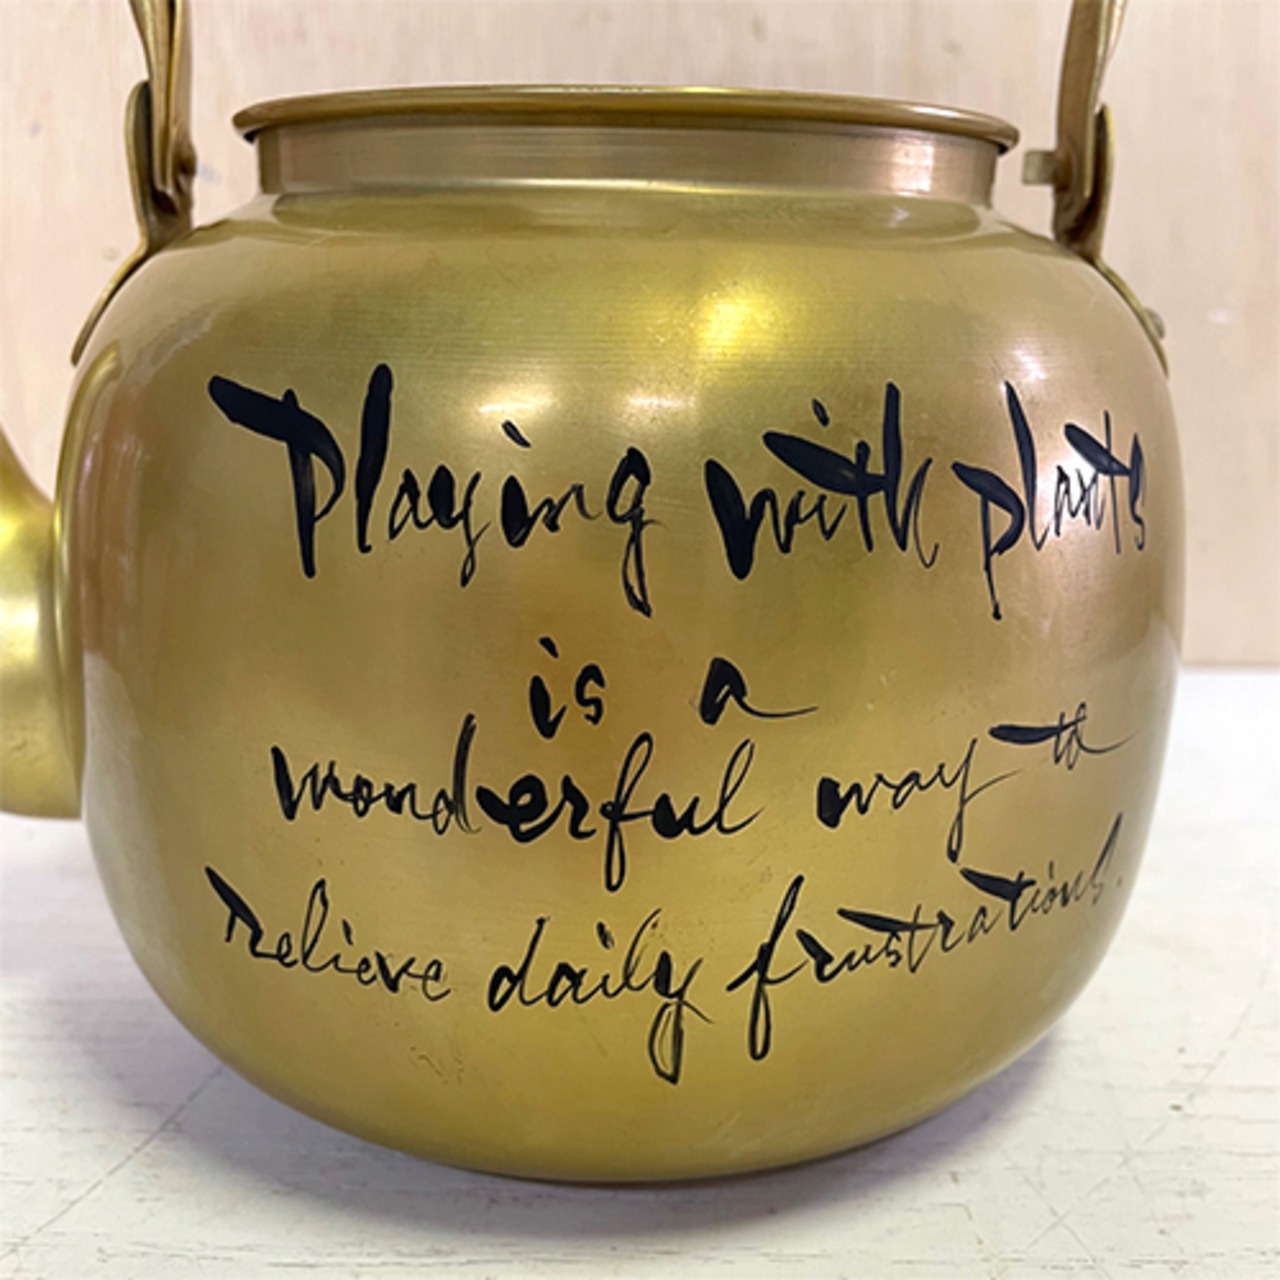 Playing with plants
is a
wonderful way to
relieve daily frustrations.